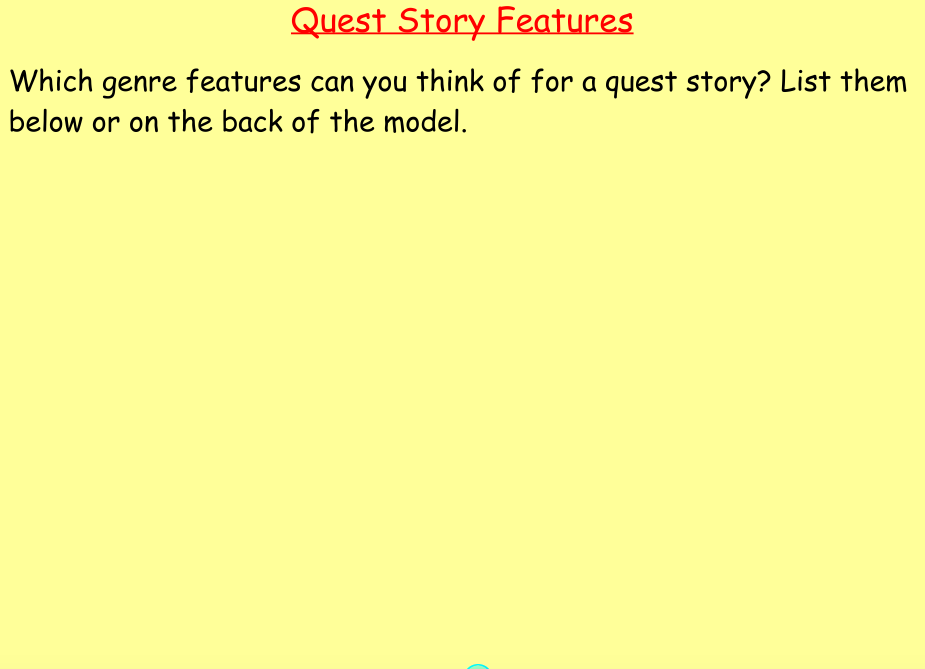 Quest Story Features
Which genre features can you think of for a quest story? List them
below or on the back of the model.